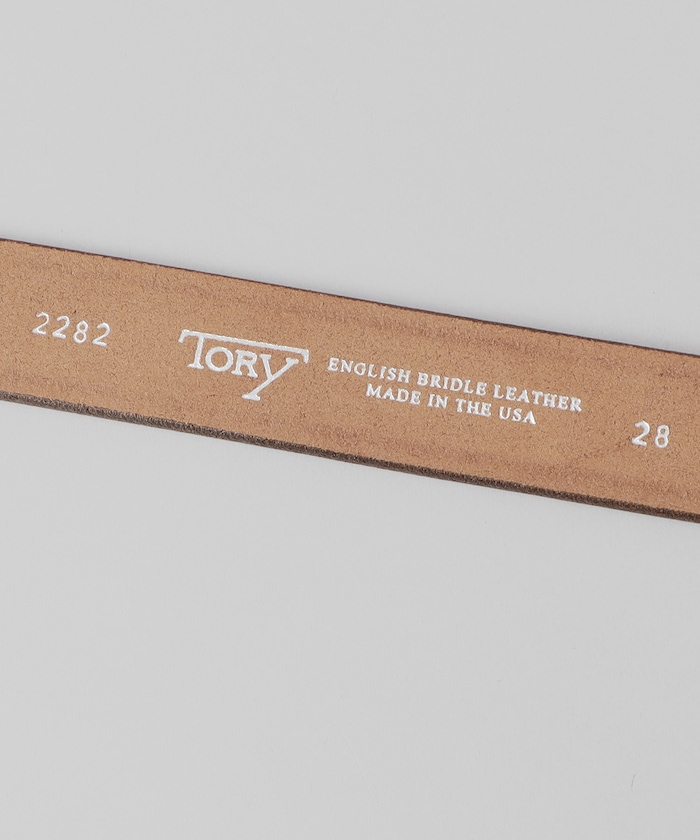 2282
TORY
ENGLISH BRIDLE LEATHER
MADE IN THE USA
28